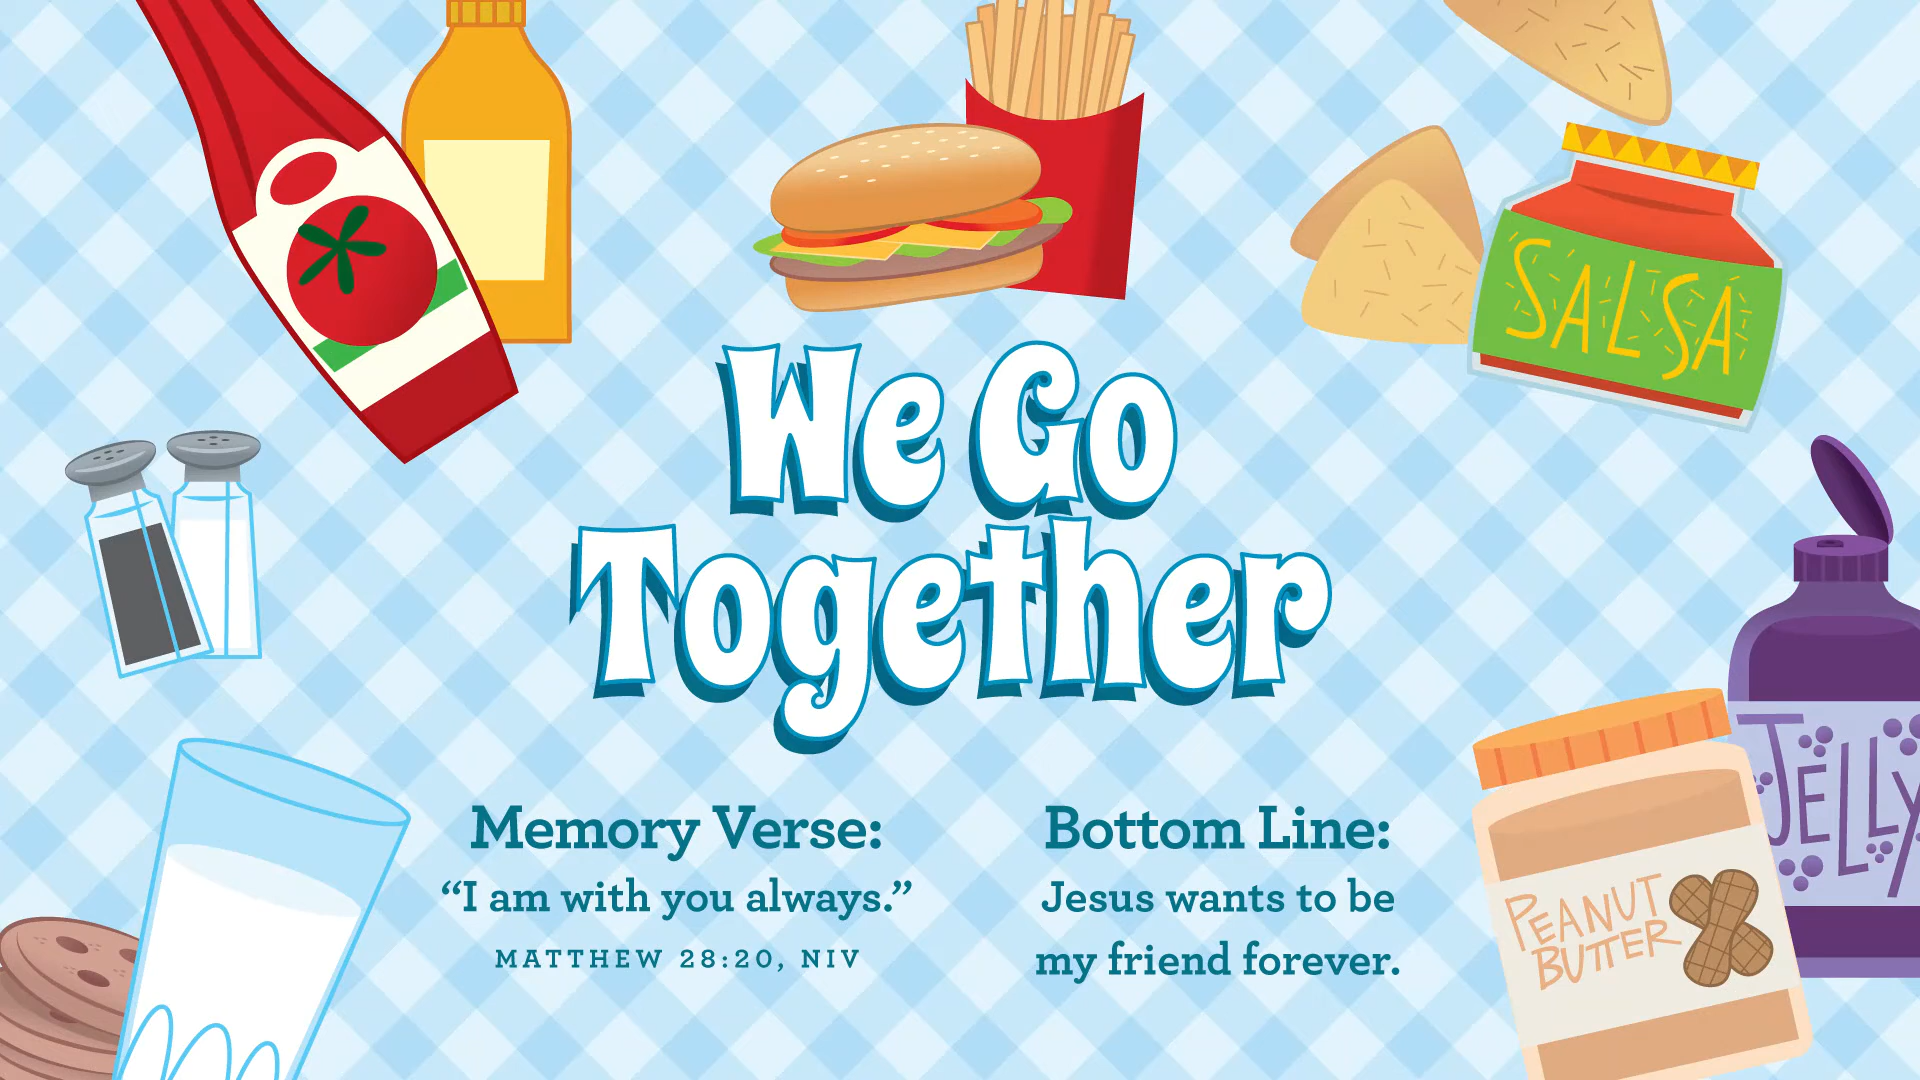 SALSA
We Go
Together
JELLY
PEANUT
BUTTER
Memory Verse:
“I am with you always.”
MATTHEW 28:20, NIV
Bottom Line:
Jesus wants to be
my friend forever.